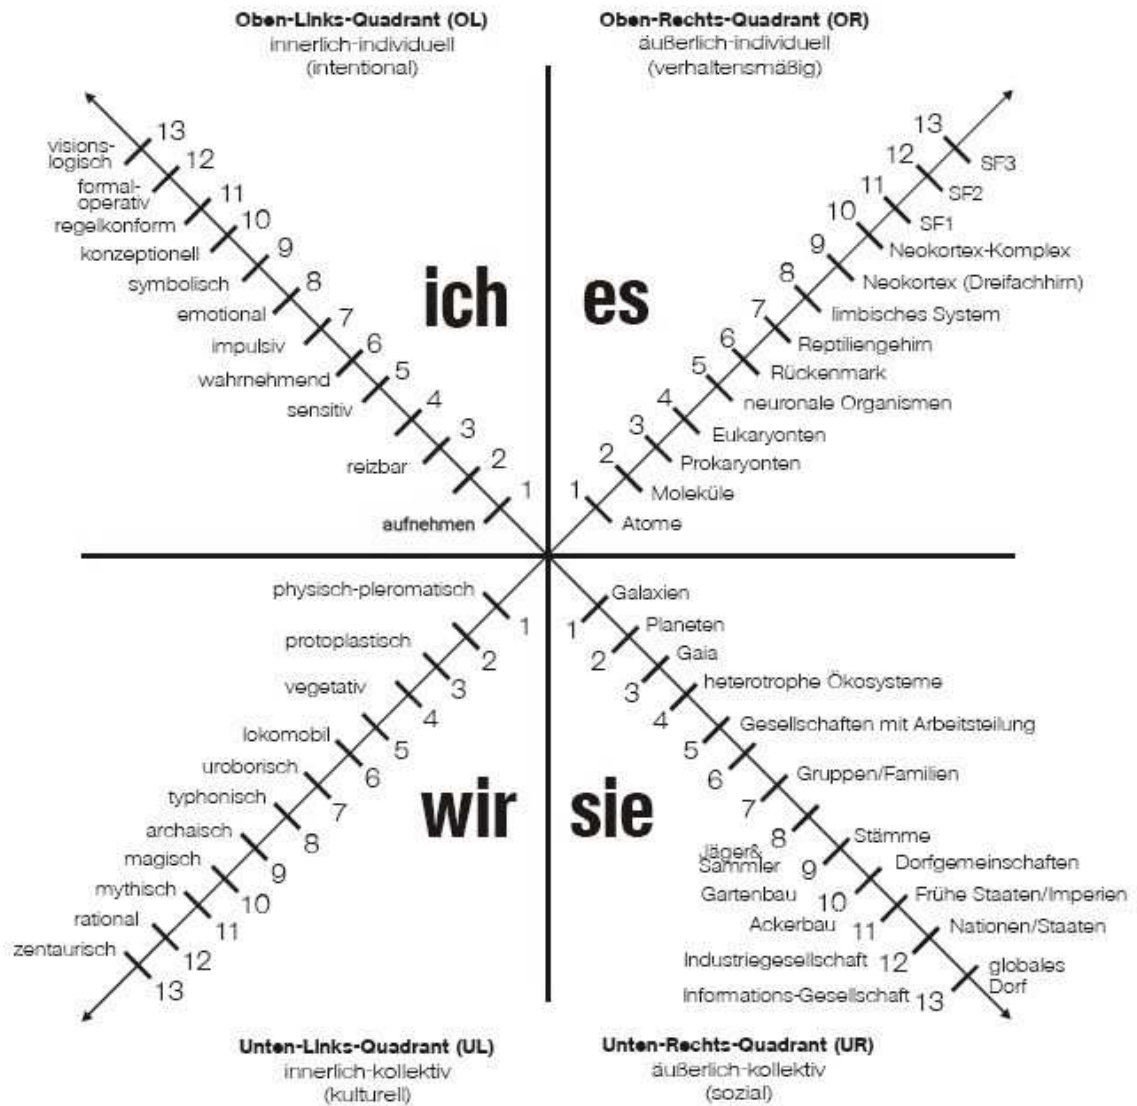 Oben-Links-Quadrant (OL)
innerlich-individuell
(intentional)
Oben-Rechts-Quadrant (OR)
äußerlich-individuell
(verhaltensmäßig)
13
visions-
logisch
12
formal-
operativ
11
regelkonform
10
konzeptionell
9
symbolisch
8
emotional
7
impulsiv
6
wahrnehmend
5
sensitiv
4
3
reizbar
2
1
aufnehmen
ich
es
13
SF3
12
SF2
11
SF1
10
Neokortex-Komplex
9
Neokortex (Dreifachhirn)
8
limbisches System
7
Reptiliengehirn
6
Rückenmark
5
neuronale Organismen
4
Eukaryonten
3
Prokaryonten
2
Moleküle
1
Atome
physisch-pleromatisch
1
protoplastisch
2
vegetativ
3
4
lokomobil
5
uroborisch
6
typhonisch
7
archaisch
8
magisch
9
mythisch
10
rational
11
zentaurisch
12
13
wir
sie
Galaxien
1
Planeten
2
Gaia
3
heterotrophe Ökosysteme
4
Gesellschaften mit Arbeitsteilung
5
6
Gruppen/Familien
7
8
Stämme
Jäger&
Sammler
9
Dorfgemeinschaften
Gartenbau
10
Frühe Staaten/Imperien
Ackerbau
11
Nationen/Staaten
Industriegesellschaft
12
globales
Dorf
Informations-Gesellschaft
13
Unten-Links-Quadrant (UL)
innerlich-kollektiv
(kulturell)
Unten-Rechts-Quadrant (UR)
äußerlich-kollektiv
(sozial)